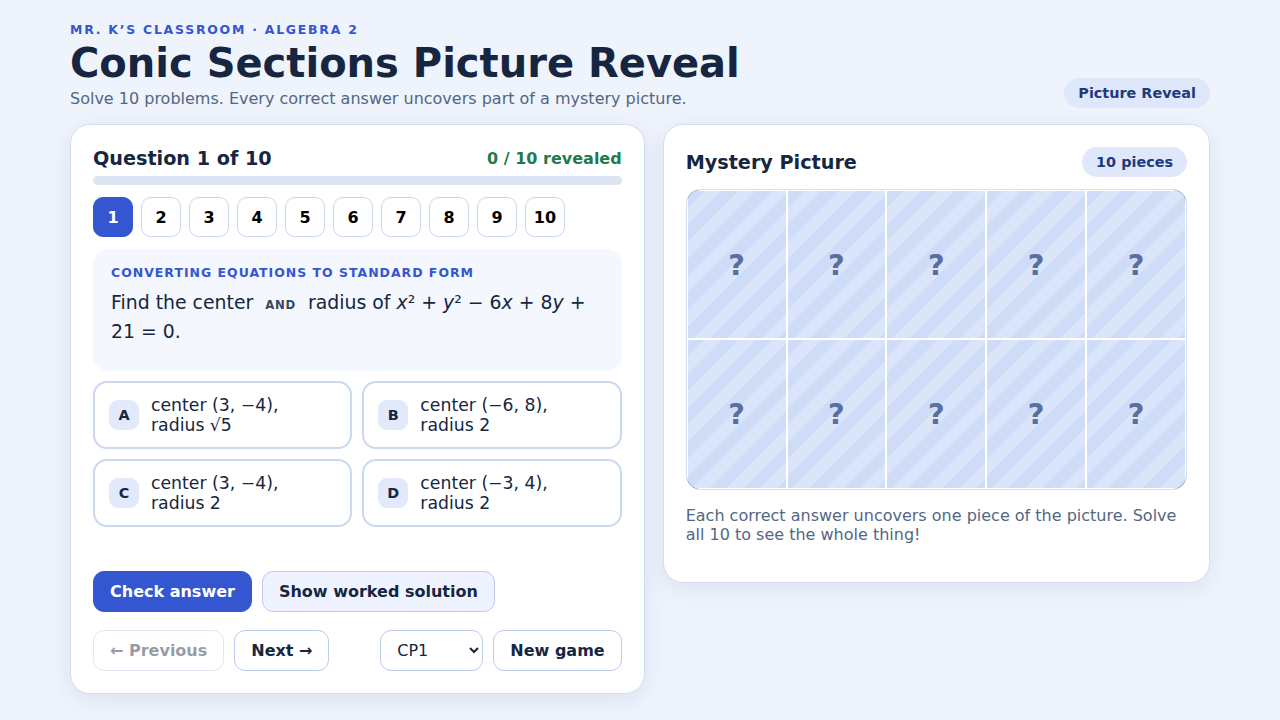 MR. K’S CLASSROOM · ALGEBRA 2
Conic Sections Picture Reveal
Solve 10 problems. Every correct answer uncovers part of a mystery picture.
Picture Reveal
Question 1 of 10
0 / 10 revealed
1 2 3 4 5 6 7 8 9 10
CONVERTING EQUATIONS TO STANDARD FORM
Find the center AND radius of x² + y² − 6x + 8y +
21 = 0.
A
center (3, −4),
radius √5
B
center (−6, 8),
radius 2
C
center (3, −4),
radius 2
D
center (−3, 4),
radius 2
Check answer
Show worked solution
← Previous
Next →
CP1
New game
Mystery Picture
10 pieces
? ? ? ? ?
? ? ? ? ?
Each correct answer uncovers one piece of the picture. Solve
all 10 to see the whole thing!